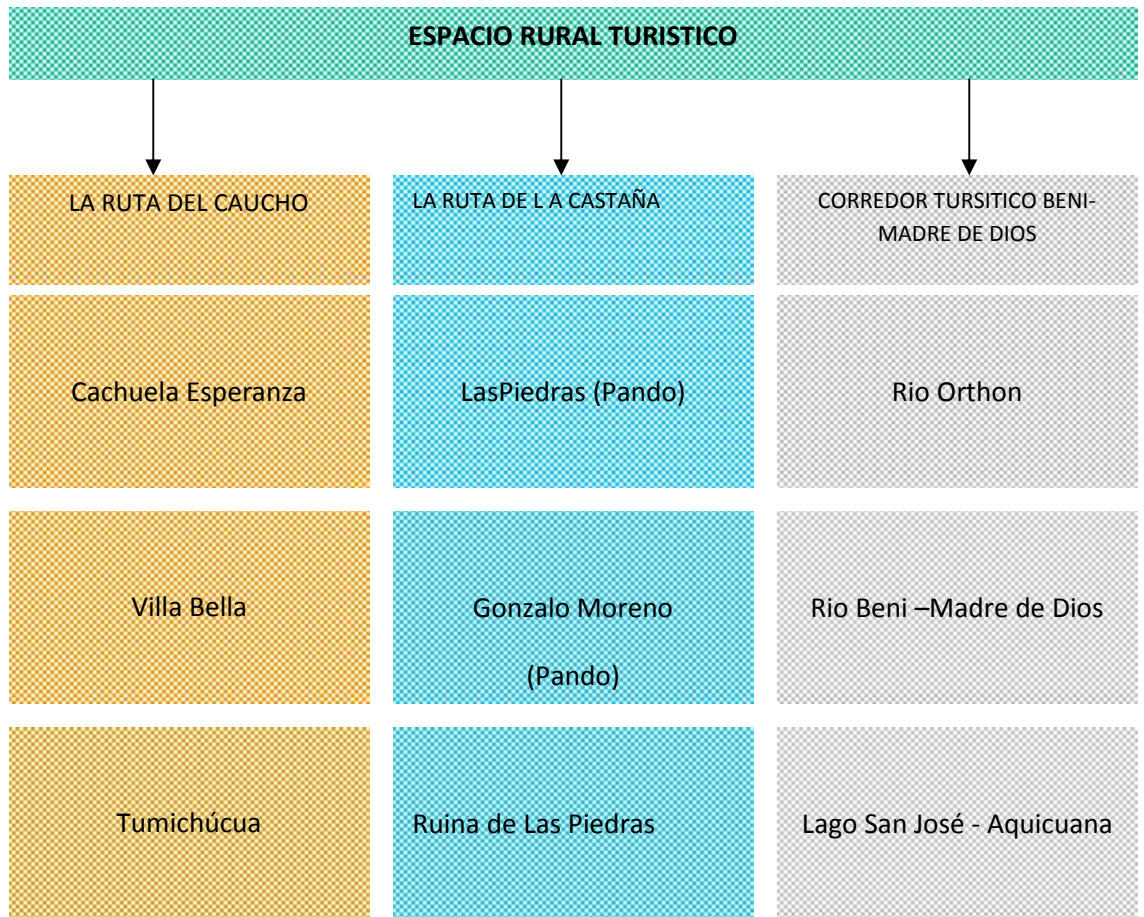 ESPACIO RURAL TURISTICO
LA RUTA DEL CAUCHO
LA RUTA DE L A CASTAÑA
CORREDOR TURSITICO BENI-
MADRE DE DIOS
Cachuela Esperanza
LasPiedras (Pando)
Rio Orthon
Villa Bella
Gonzalo Moreno
(Pando)
Rio Beni –Madre de Dios
Tumichúcua
Ruina de Las Piedras
Lago San José - Aquicuana